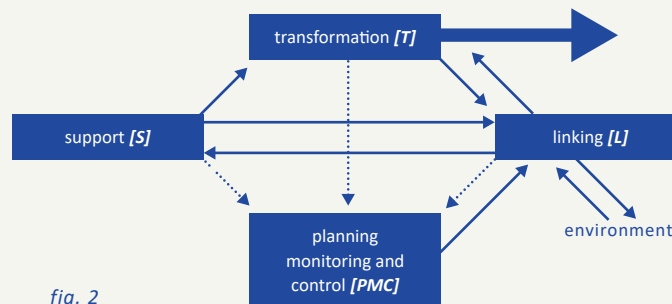 transformation [T]
support [S]
linking [L]
planning
monitoring and
control [PMC]
environment
fig. 2